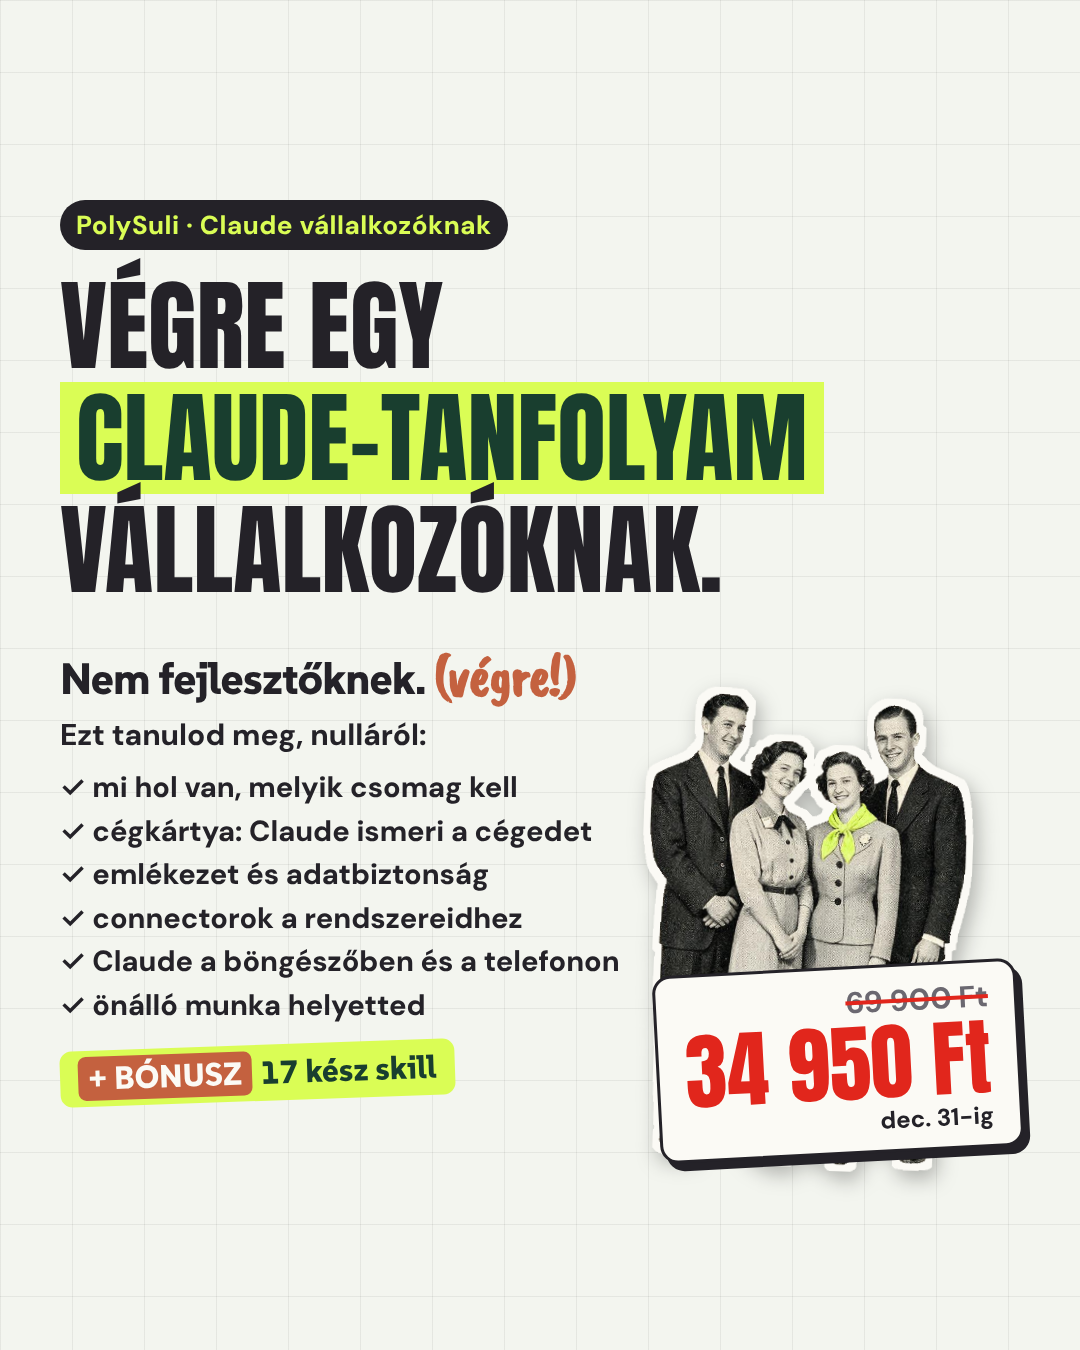 PolySuli · Claude vállalkozóknak
VÉGRE EGY
CLAUDE-TANFOLYAM
VÁLLALKOZÓKNAK.
Nem fejlesztőknek. (végre!)
Ezt tanulod meg, nulláról:
✓ mi hol van, melyik csomag kell
✓ cégkártya: Claude ismeri a cégedet
✓ emlékezet és adatbiztonság
✓ connectorok a rendszereidhez
✓ Claude a böngészőben és a telefonon
✓ önálló munka helyetted
+ BÓNUSZ 17 kész skill
69 900 Ft
34 950 Ft
dec. 31-ig